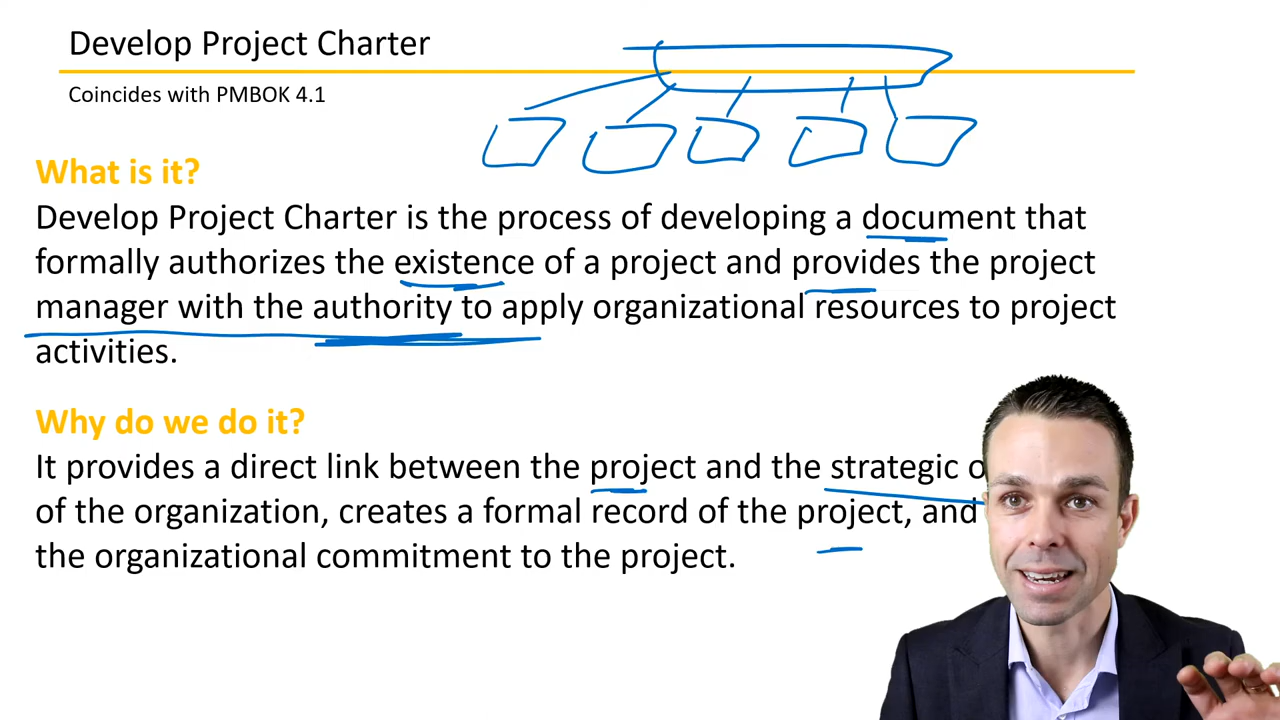 Develop Project Charter
Coincides with PMBOK 4.1
What is it?
Develop Project Charter is the process of developing a document that
formally authorizes the existence of a project and provides the project
manager with the authority to apply organizational resources to project
activities.
Why do we do it?
It provides a direct link between the project and the strategic
of the organization, creates a formal record of the project, and
the organizational commitment to the project.